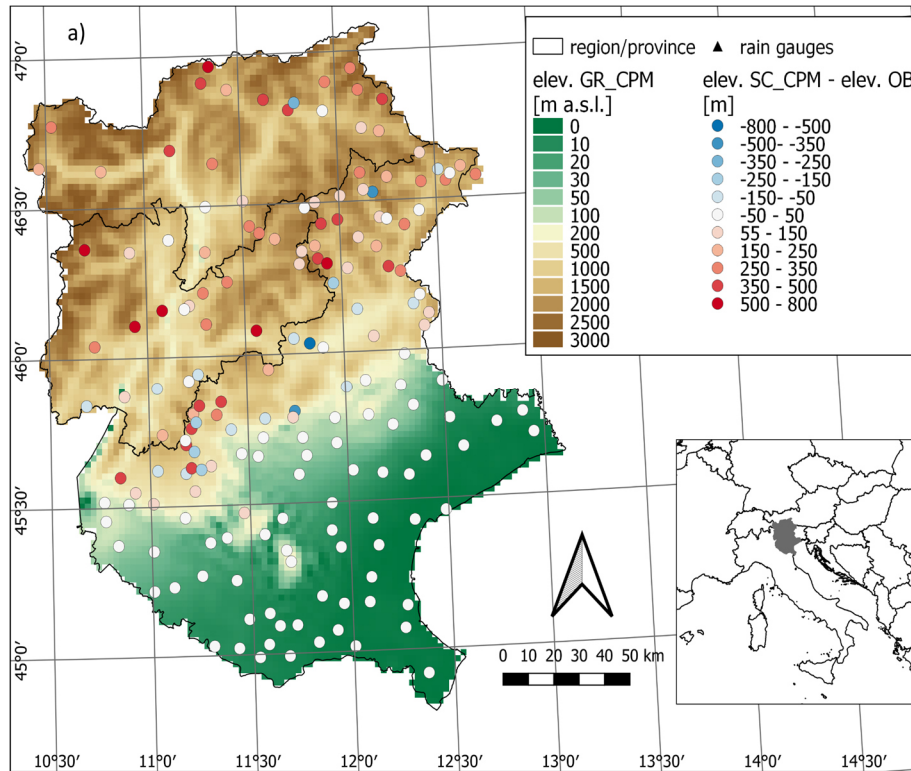 a)
region/province
rain gauges
elev. GR_CPM
[m a.s.l.]
0
10
20
30
50
100
200
500
1000
1500
2000
2500
3000
elev. SC_CPM - elev. OB
[m]
-800 - -500
-500--350
-350 - -250
-250 - -150
-150--50
-50 - 50
55 - 150
150 - 250
250 - 350
350 - 500
500 - 800
47°0'
46°30'
46°0'
45°30'
45°0'
0 10 20 30 40 50 km
10°30' 11°0' 11°30' 12°0' 12°30' 13°0' 13°30' 14°0' 14°30'